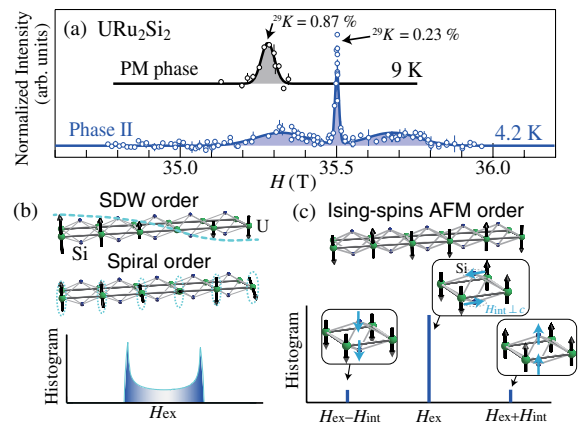 Normalized Intensity
(arb. units)
(a) URu₂Si₂
²⁹K = 0.87 %
²⁹K = 0.23 %
PM phase
9 K
Phase II
4.2 K
35.0
35.5
36.0
H (T)
(b)
SDW order
Si
U
Spiral order
Histogram
Hex
(c) Ising-spins AFM order
Si
Hint ⊥ c
Histogram
Hex−Hint
Hex
Hex+Hint